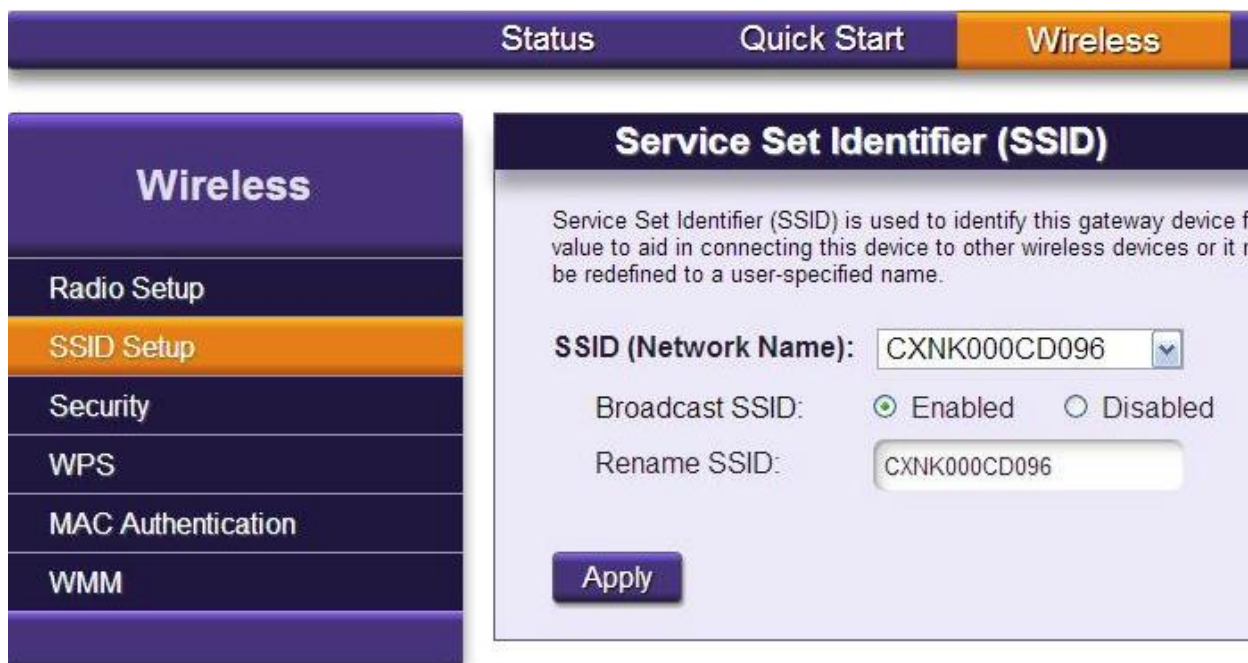 Status Quick Start Wireless
Wireless
Radio Setup
SSID Setup
Security
WPS
MAC Authentication
WMM
Service Set Identifier (SSID)
Service Set Identifier (SSID) is used to identify this gateway device
value to aid in connecting this device to other wireless devices or it
be redefined to a user-specified name.
SSID (Network Name): CXNK000CD096
Broadcast SSID: Enabled Disabled
Rename SSID: CXNK000CD096
Apply